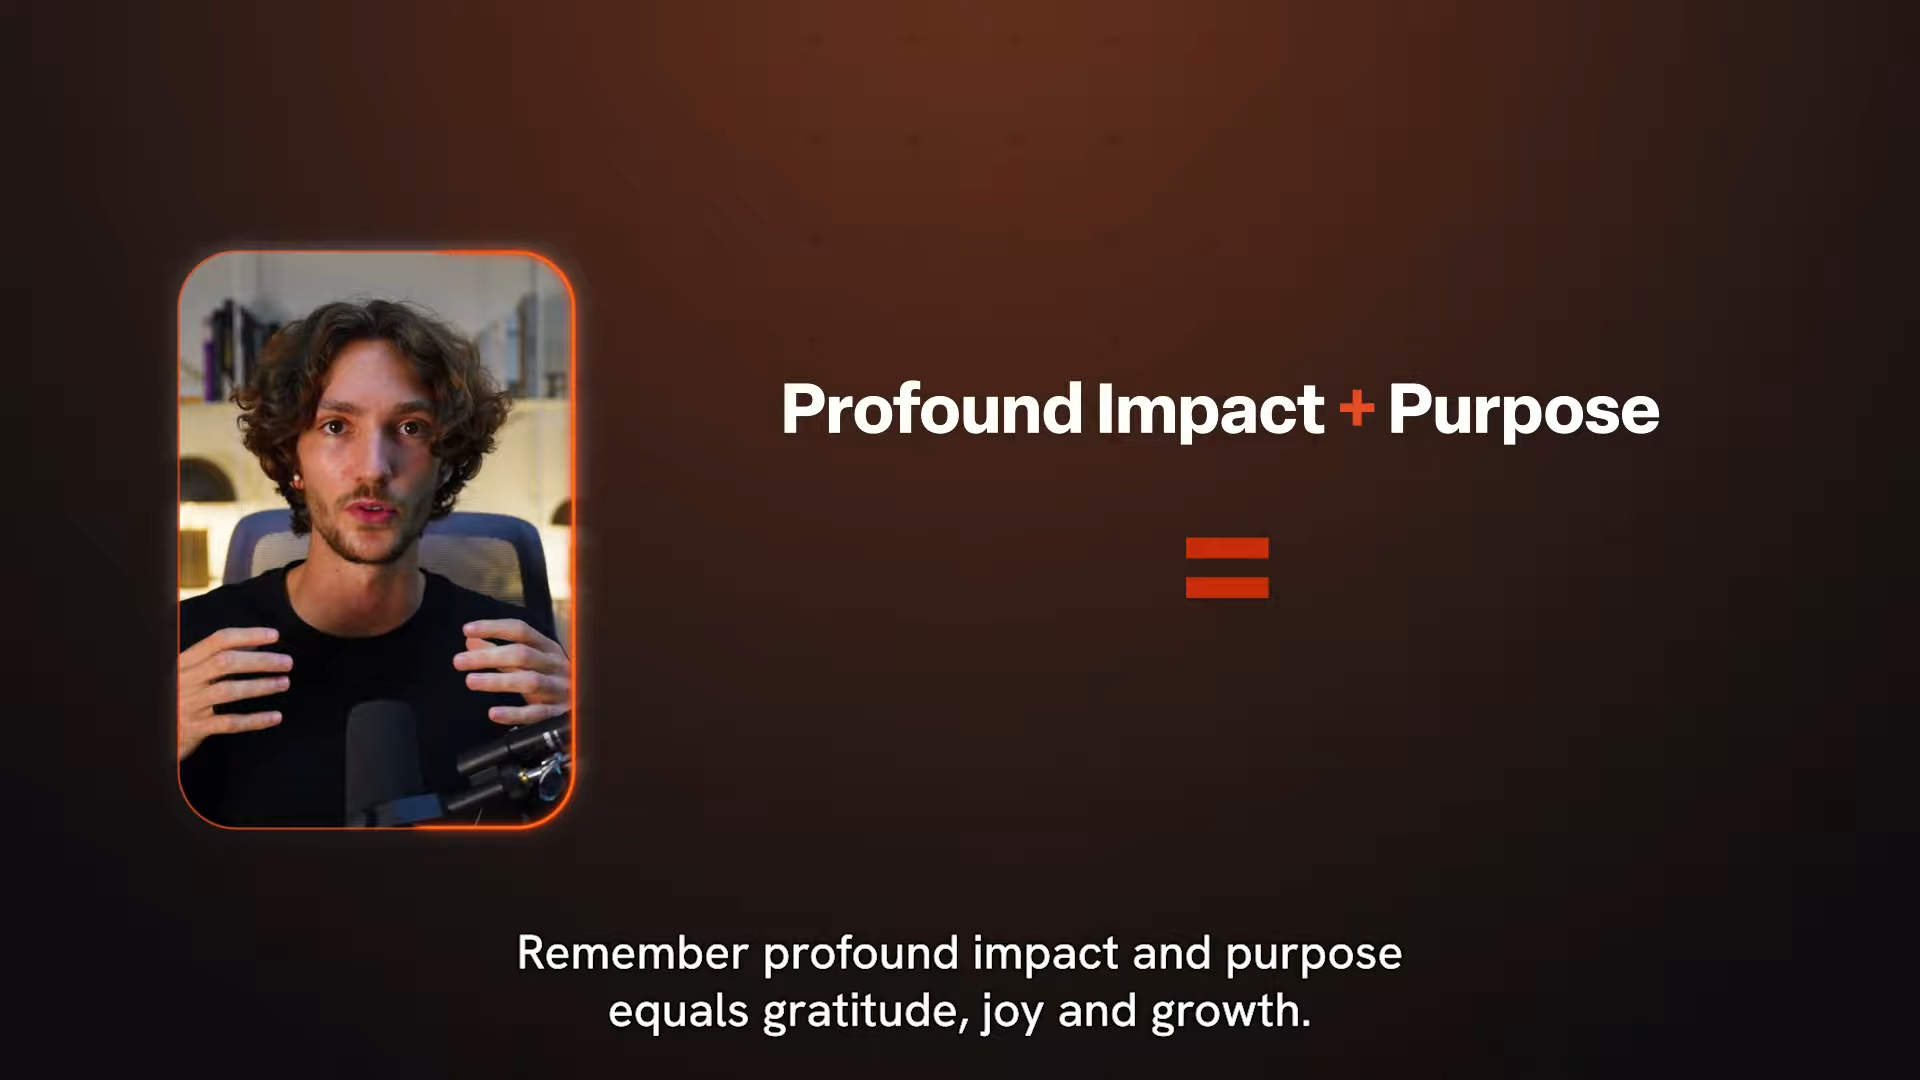 Profound Impact + Purpose
=
Remember profound impact and purpose
equals gratitude, joy and growth.